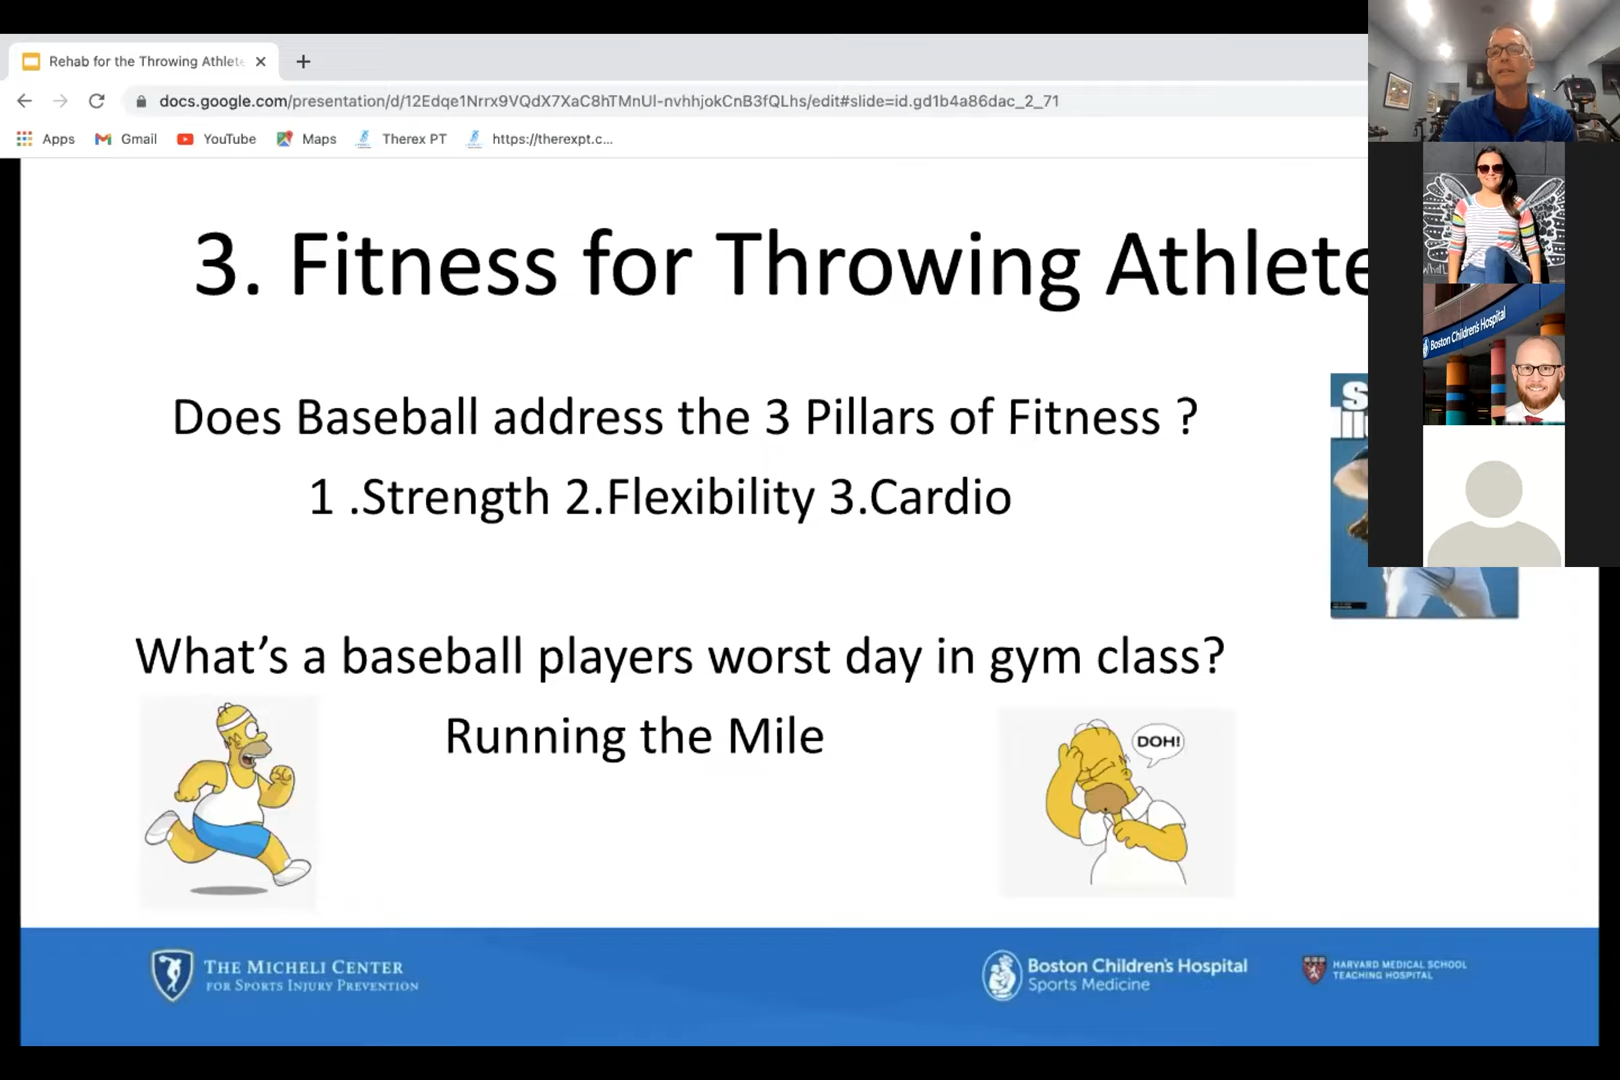 Rehab for the Throwing Athlete
docs.google.com/presentation/d/12Edqe1Nrrx9VQdX7XaC8hTMnUl-nvhhjokCnB3fQLhs/edit#slide=id.gd1b4a86dac_2_71
Apps Gmail YouTube Maps Therex PT https://therexpt.c...
3. Fitness for Throwing Athlete
Does Baseball address the 3 Pillars of Fitness ?
1 .Strength 2.Flexibility 3.Cardio
What's a baseball players worst day in gym class?
Running the Mile
DOH!
THE MICHELI CENTER
FOR SPORTS INJURY PREVENTION
Boston Children's Hospital
Sports Medicine
HARVARD MEDICAL SCHOOL
TEACHING HOSPITAL
Boston Children's Hospital